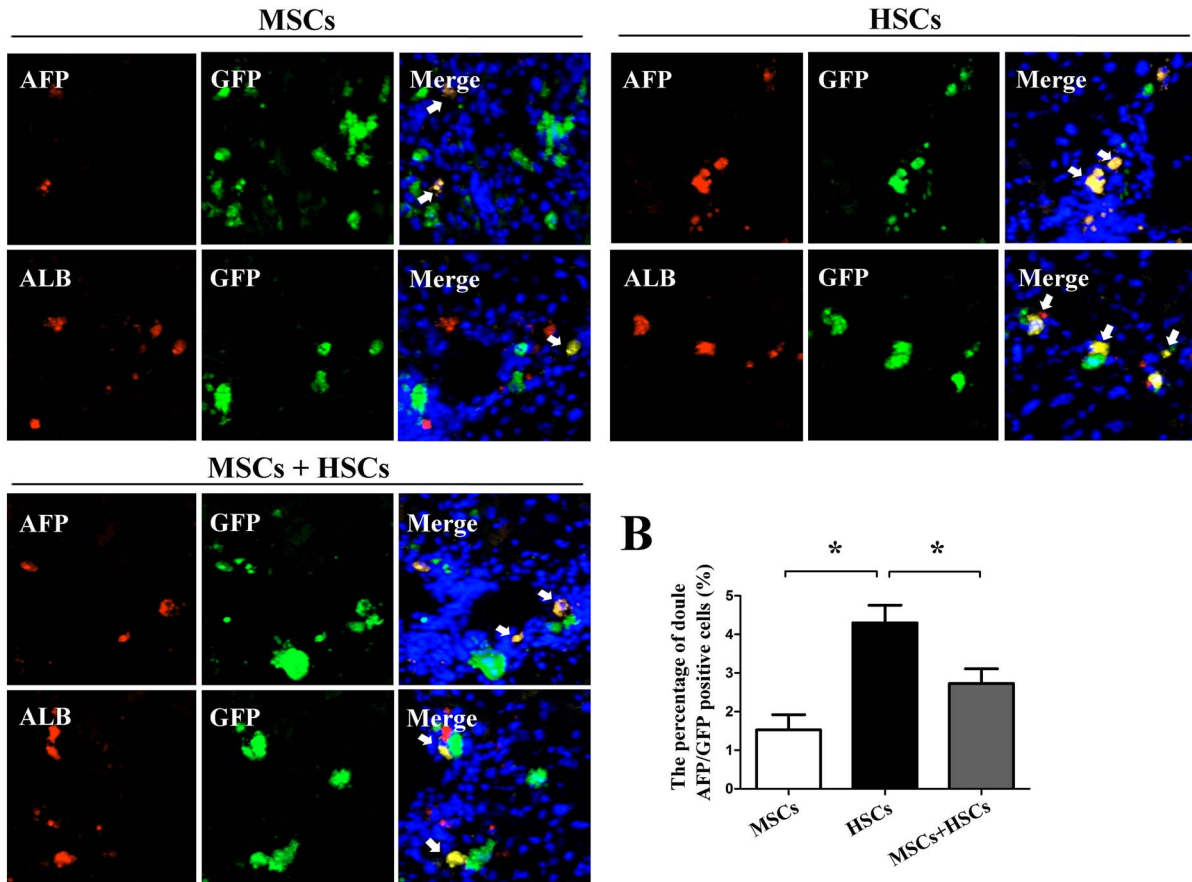 MSCs
AFP GFP Merge
ALB GFP Merge
HSCs
AFP GFP Merge
ALB GFP Merge
MSCs + HSCs
AFP GFP Merge
ALB GFP Merge
B
* *
The percentage of doule
AFP/GFP positive cells (%)
5
4
3
2
1
0
MSCs HSCs MSCs+HSCs